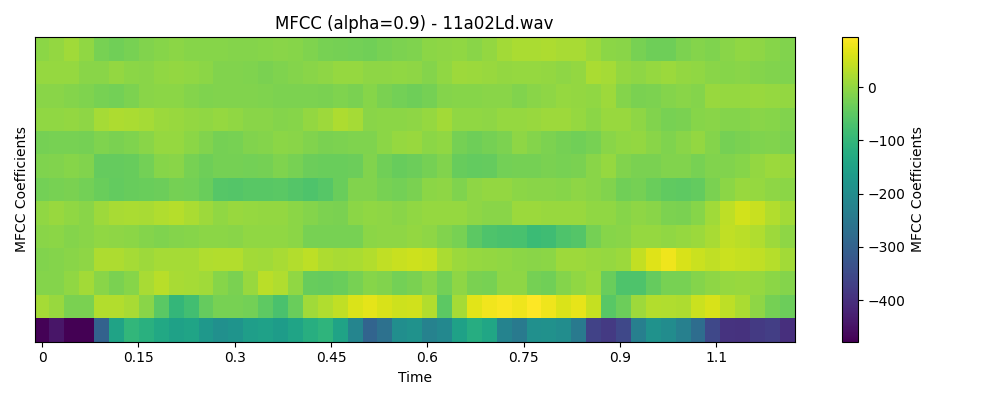 MFCC (alpha=0.9) - 11a02Ld.wav
MFCC Coefficients
0 0.15 0.3 0.45 0.6 0.75 0.9 1.1
Time
0
−100
−200
−300
−400
MFCC Coefficients